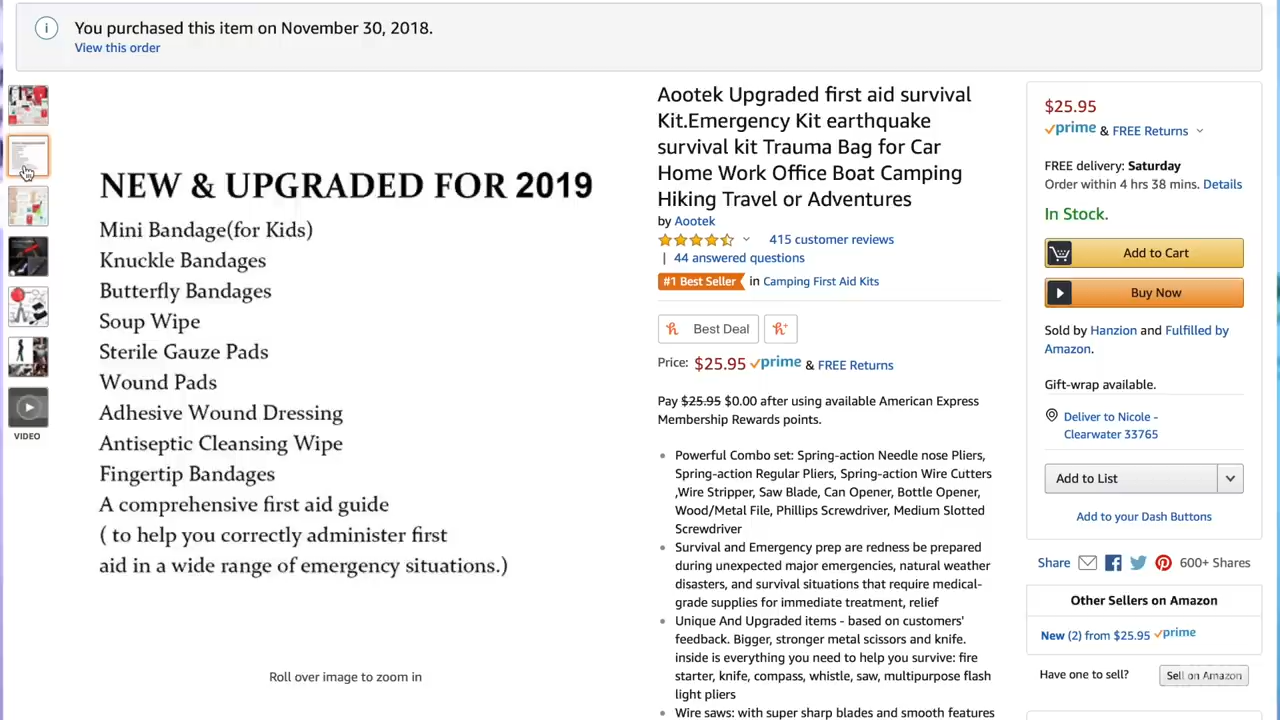 You purchased this item on November 30, 2018.
View this order
VIDEO
NEW & UPGRADED FOR 2019
Mini Bandage(for Kids)
Knuckle Bandages
Butterfly Bandages
Soup Wipe
Sterile Gauze Pads
Wound Pads
Adhesive Wound Dressing
Antiseptic Cleansing Wipe
Fingertip Bandages
A comprehensive first aid guide
( to help you correctly administer first
aid in a wide range of emergency situations.)
Roll over image to zoom in
Aootek Upgraded first aid survival
Kit.Emergency Kit earthquake
survival kit Trauma Bag for Car
Home Work Office Boat Camping
Hiking Travel or Adventures
by Aootek
415 customer reviews
| 44 answered questions
#1 Best Seller in Camping First Aid Kits
Best Deal
Price: $25.95 prime & FREE Returns
Pay $25.95 $0.00 after using available American Express
Membership Rewards points.
Powerful Combo set: Spring-action Needle nose Pliers,
Spring-action Regular Pliers, Spring-action Wire Cutters
,Wire Stripper, Saw Blade, Can Opener, Bottle Opener,
Wood/Metal File, Phillips Screwdriver, Medium Slotted
Screwdriver
Survival and Emergency prep are redness be prepared
during unexpected major emergencies, natural weather
disasters, and survival situations that require medical-
grade supplies for immediate treatment, relief
Unique And Upgraded items - based on customers'
feedback. Bigger, stronger metal scissors and knife.
inside is everything you need to help you survive: fire
starter, knife, compass, whistle, saw, multipurpose flash
light pliers
Wire saws: with super sharp blades and smooth features
$25.95
prime & FREE Returns
FREE delivery: Saturday
Order within 4 hrs 38 mins. Details
In Stock.
Add to Cart
Buy Now
Sold by Hanzion and Fulfilled by
Amazon.
Gift-wrap available.
Deliver to Nicole -
Clearwater 33765
Add to List
Add to your Dash Buttons
Share 600+ Shares
Other Sellers on Amazon
New (2) from $25.95 prime
Have one to sell? Sell on Amazon